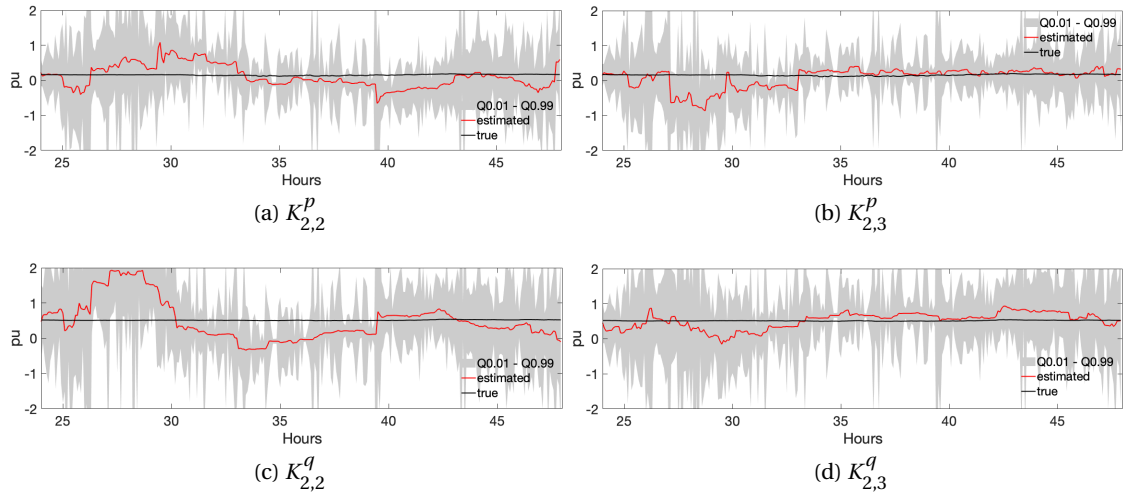 2
1
0
-1
-2
pu
Q0.01 - Q0.99
estimated
true
25 30 35 40 45
Hours
(a) K^p_{2,2}
2
1
0
-1
-2
pu
Q0.01 - Q0.99
estimated
true
25 30 35 40 45
Hours
(b) K^p_{2,3}
2
1
0
-1
-2
pu
Q0.01 - Q0.99
estimated
true
25 30 35 40 45
Hours
(c) K^q_{2,2}
2
1
0
-1
-2
pu
Q0.01 - Q0.99
estimated
true
25 30 35 40 45
Hours
(d) K^q_{2,3}